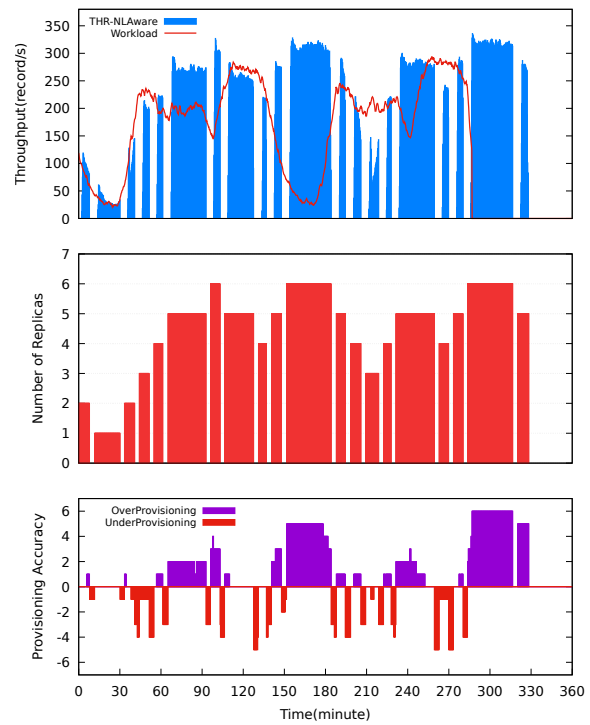 THR-NLAware
Workload
Throughput(record/s)
350
300
250
200
150
100
50
0
Number of Replicas
7
6
5
4
3
2
1
0
OverProvisioning
UnderProvisioning
Provisioning Accuracy
6
4
2
0
-2
-4
-6
0 30 60 90 120 150 180 210 240 270 300 330 360
Time(minute)